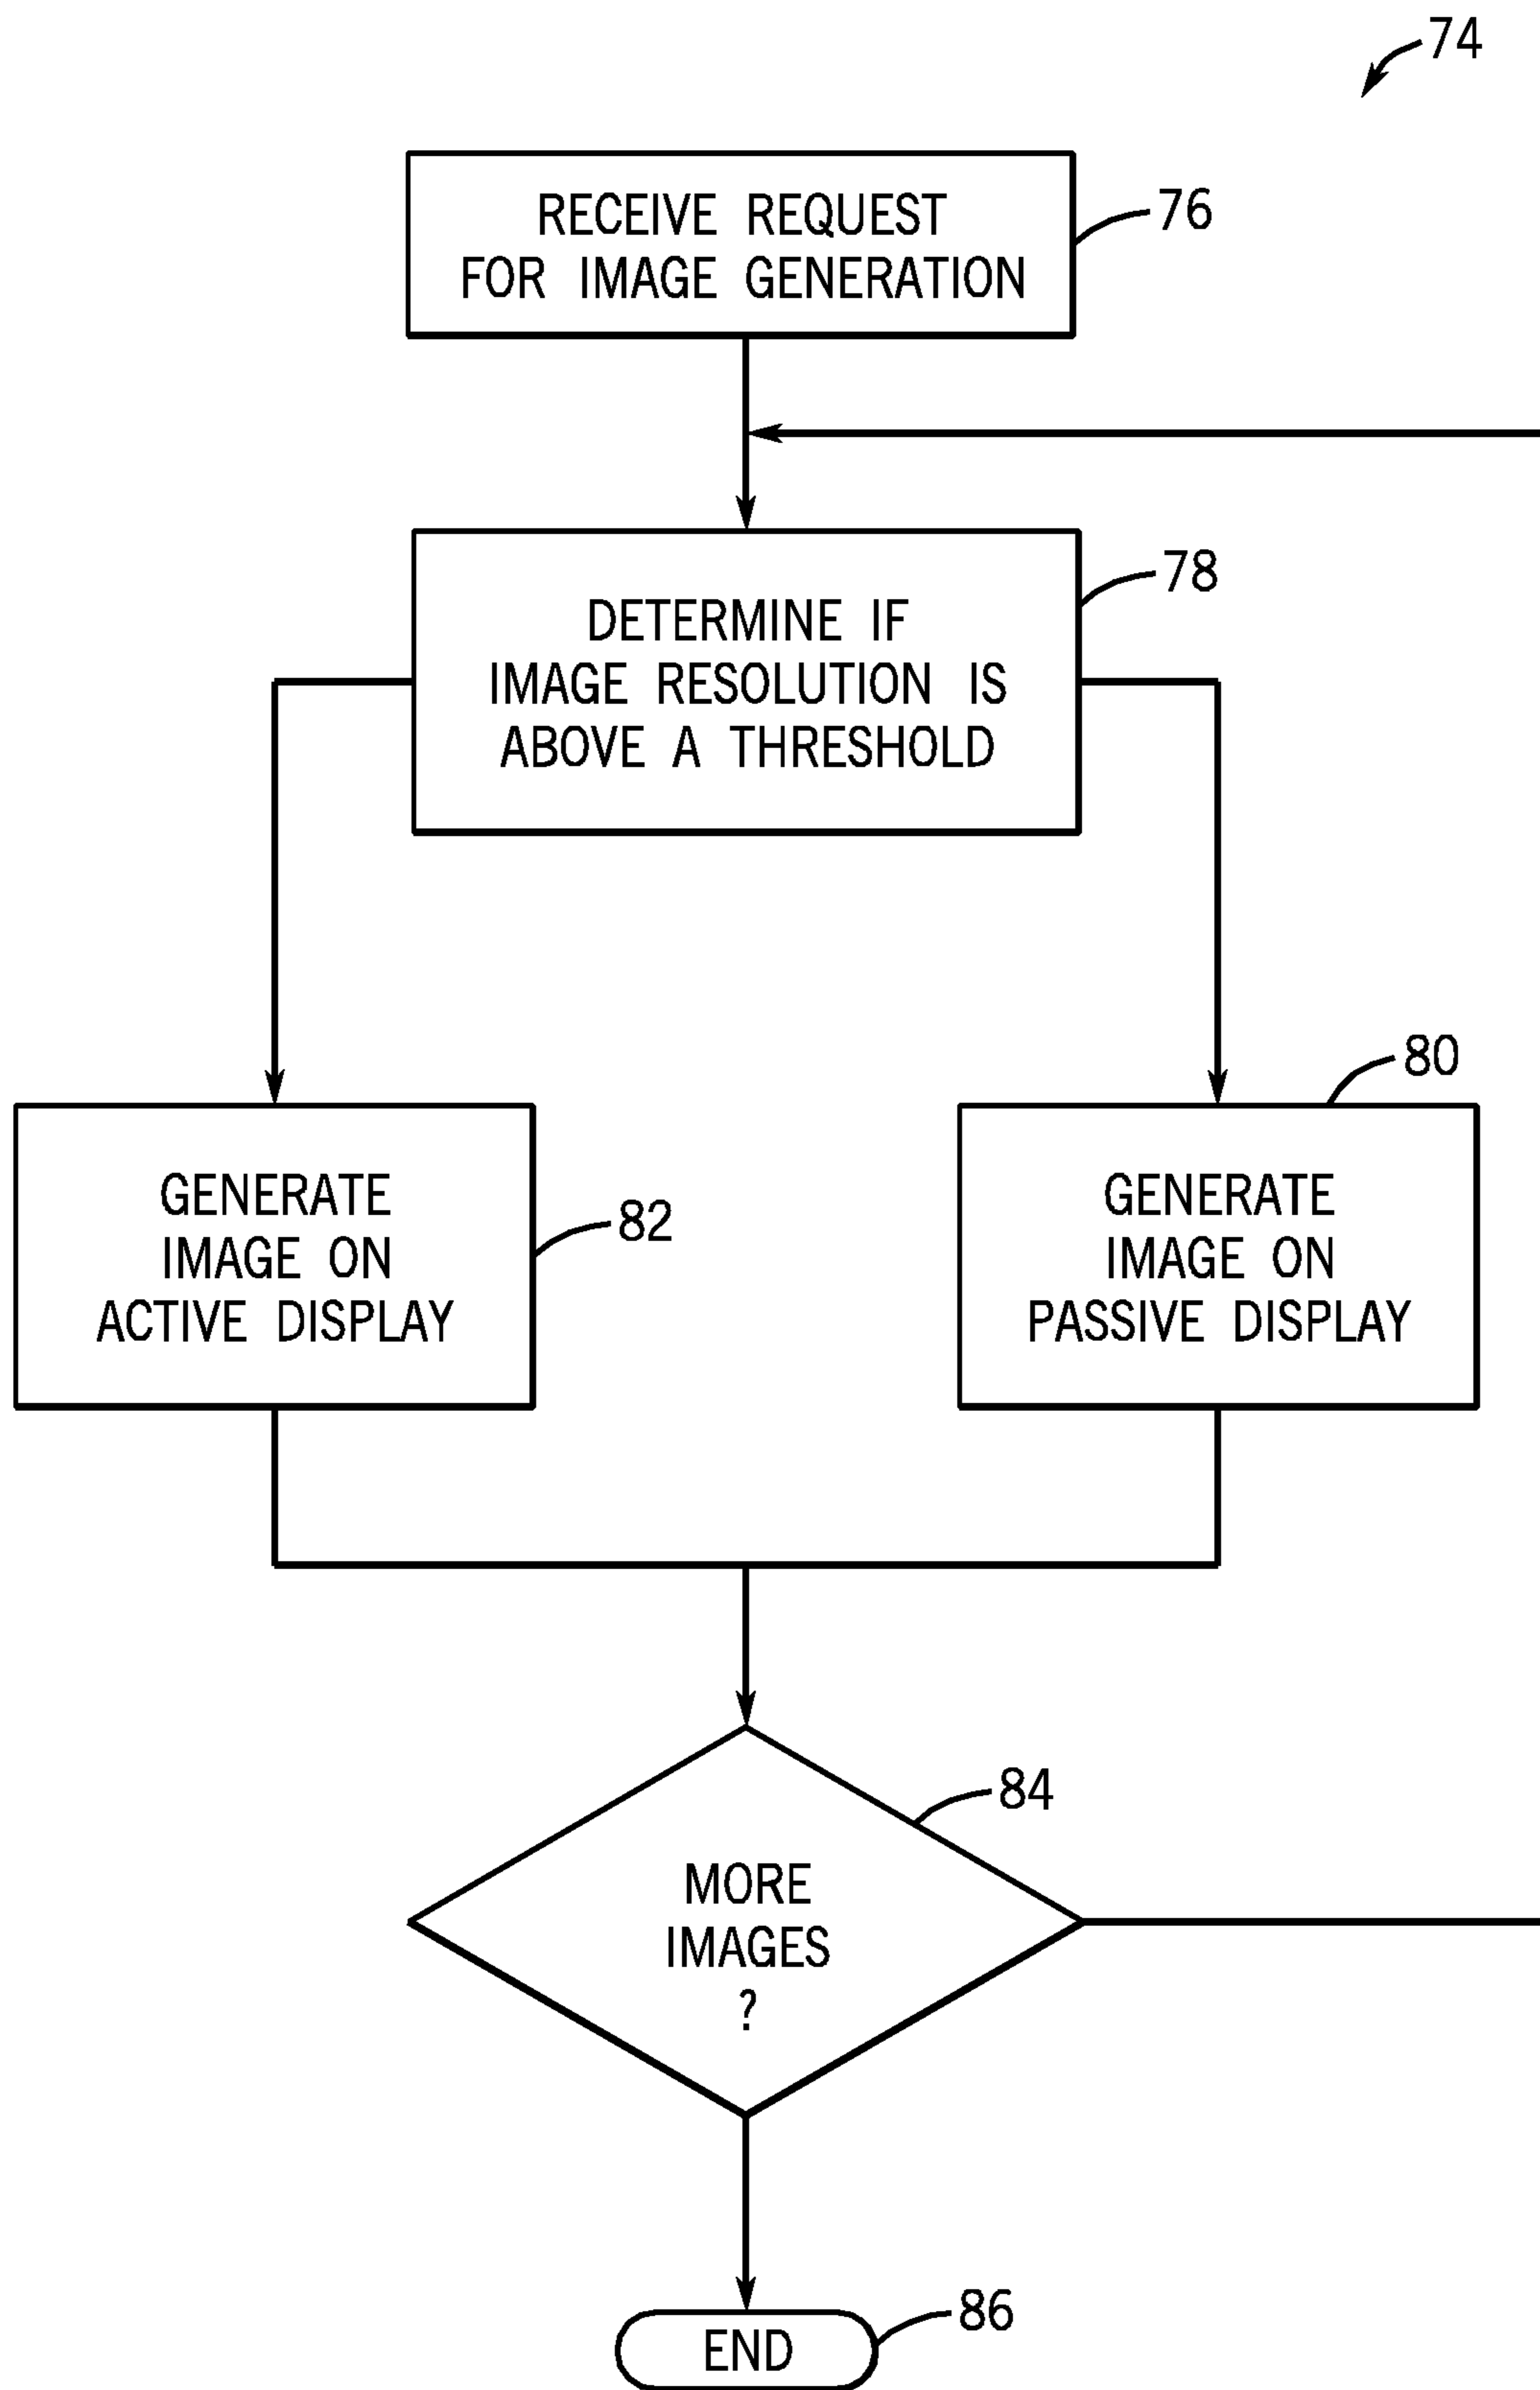 74
RECEIVE REQUEST
FOR IMAGE GENERATION
76
DETERMINE IF
IMAGE RESOLUTION IS
ABOVE A THRESHOLD
78
GENERATE
IMAGE ON
ACTIVE DISPLAY
82
GENERATE
IMAGE ON
PASSIVE DISPLAY
80
MORE
IMAGES
?
84
END
86